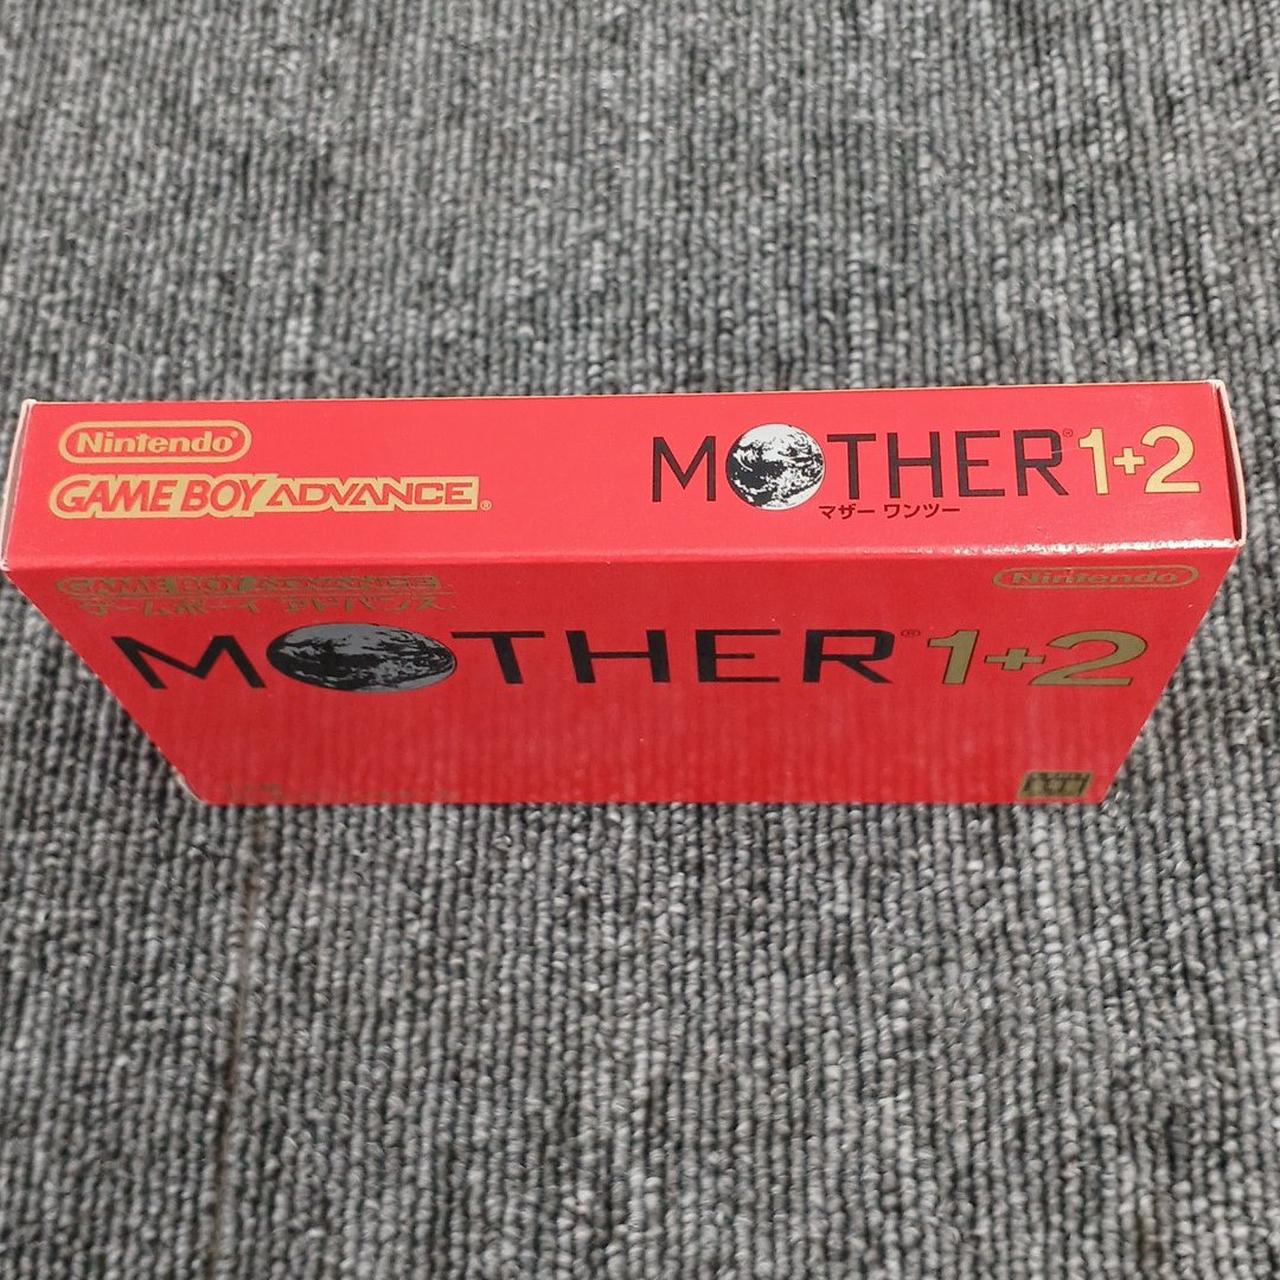 Nintendo
GAME BOY ADVANCE®
MOTHER® 1+2
マザー ワンツー
GAME BOY ADVANCE
ゲームボーイ アドバンス
Nintendo
MOTHER® 1+2